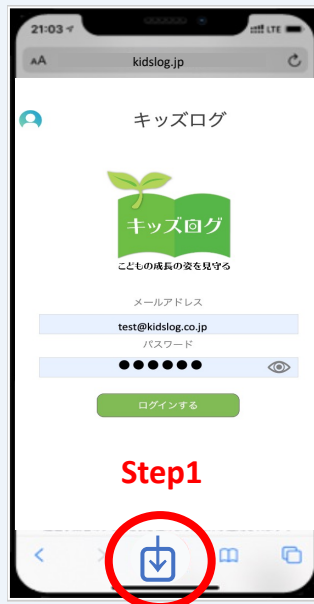 21:03
LTE
AA
kidslog.jp
キッズログ
キッズログ
こどもの成長の姿を見守る
メールアドレス
test@kidslog.co.jp
パスワード
●●●●●●
ログインする
Step1